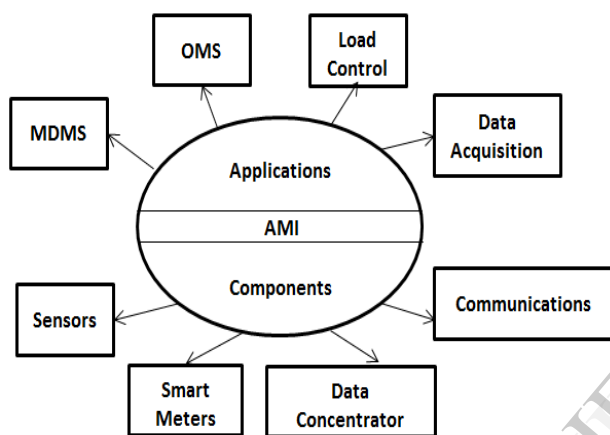 OMS
Load
Control
MDMS
Data
Acquisition
Applications
AMI
Components
Sensors
Communications
Smart
Meters
Data
Concentrator